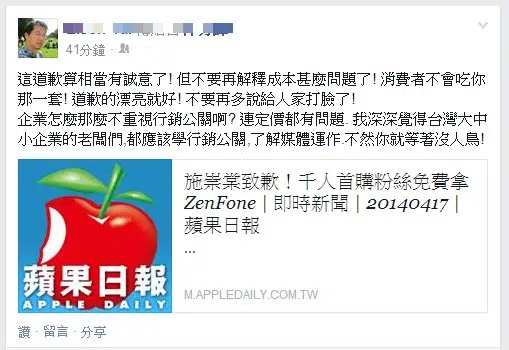 41分鐘 ·
這道歉算相當有誠意了! 但不要再解釋成本甚麼問題了! 消費者不會吃你
那一套! 道歉的漂亮就好! 不要再多說給人家打臉了!
企業怎麼那麼不重視行銷公關啊? 連定價都有問題. 我深深覺得台灣大中
小企業的老闆們,都應該學行銷公關,了解媒體運作.不然你就等著沒人鳥!
施崇棠致歉！千人首購粉絲免費拿
ZenFone | 即時新聞 | 20140417 |
蘋果日報
...
蘋果日報
APPLE DAILY
M.APPLEDAILY.COM.TW
讚 · 留言 · 分享